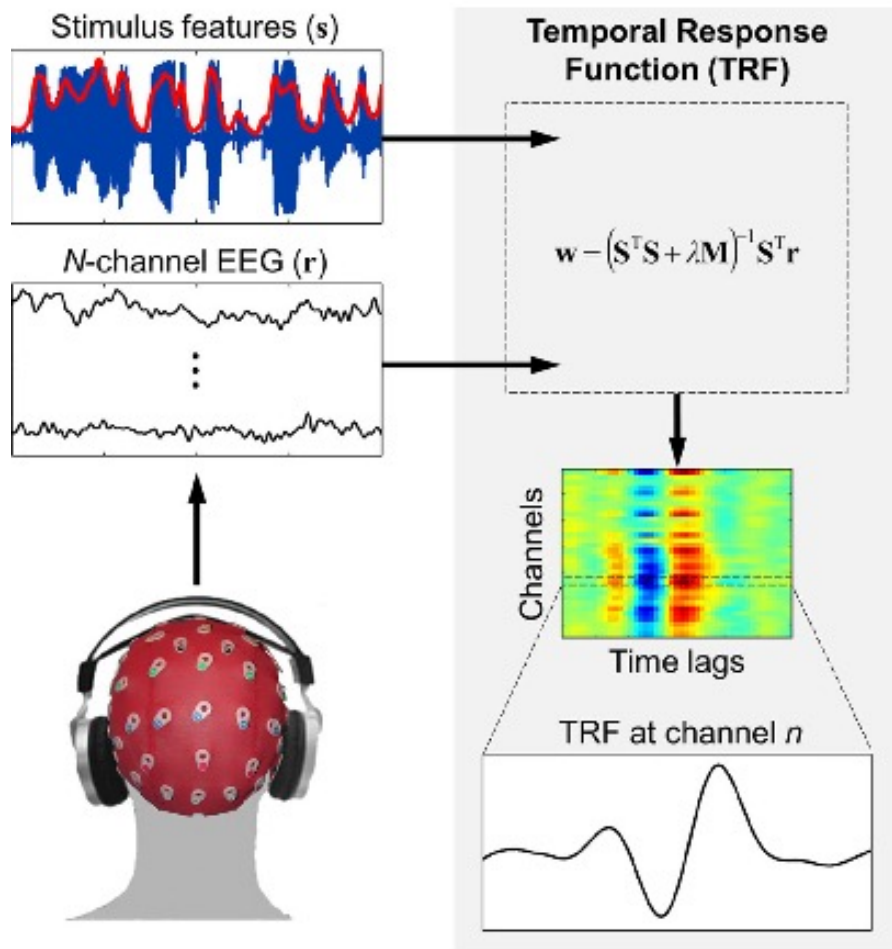 Stimulus features (s)
Temporal Response
Function (TRF)
w = (SᵀS + λM)⁻¹Sᵀr
N-channel EEG (r)
Channels
Time lags
TRF at channel n